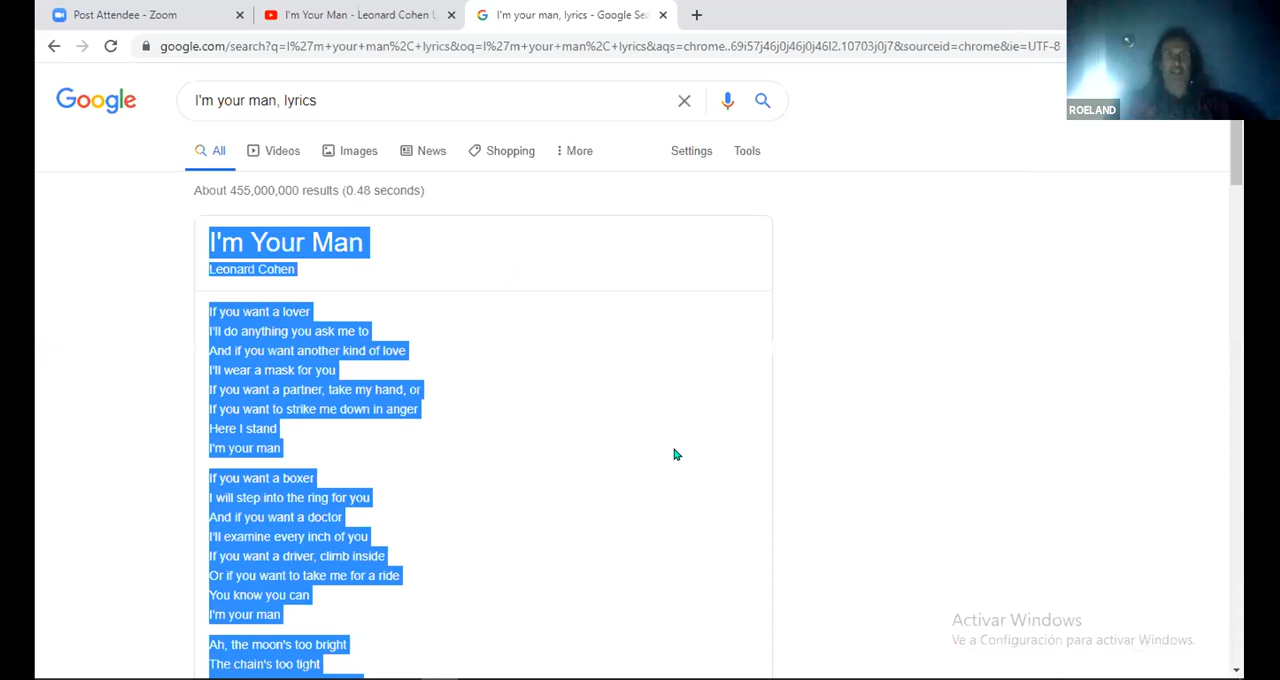 Post Attendee - Zoom
I'm Your Man - Leonard Cohen
I'm your man, lyrics - Google Sea
google.com/search?q=I%27m+your+man%2C+lyrics&oq=I%27m+your+man%2C+lyrics&aqs=chrome..69i57j46j0j46j0j46l2.10703j0j7&sourceid=chrome&ie=UTF-8
ROELAND
Google
I'm your man, lyrics
All Videos Images News Shopping More Settings Tools
About 455,000,000 results (0.48 seconds)
I'm Your Man
Leonard Cohen
If you want a lover
I'll do anything you ask me to
And if you want another kind of love
I'll wear a mask for you
If you want a partner, take my hand, or
If you want to strike me down in anger
Here I stand
I'm your man
If you want a boxer
I will step into the ring for you
And if you want a doctor
I'll examine every inch of you
If you want a driver, climb inside
Or if you want to take me for a ride
You know you can
I'm your man
Ah, the moon's too bright
The chain's too tight
Activar Windows
Ve a Configuración para activar Windows.